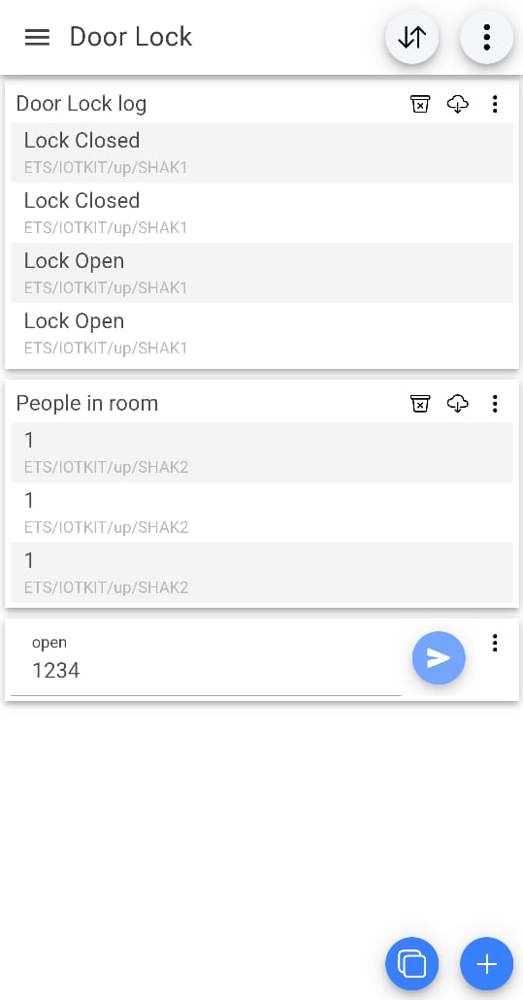 Door Lock
Door Lock log
Lock Closed
ETS/IOTKIT/up/SHAK1
Lock Closed
ETS/IOTKIT/up/SHAK1
Lock Open
ETS/IOTKIT/up/SHAK1
Lock Open
ETS/IOTKIT/up/SHAK1
People in room
1
ETS/IOTKIT/up/SHAK2
1
ETS/IOTKIT/up/SHAK2
1
ETS/IOTKIT/up/SHAK2
open
1234